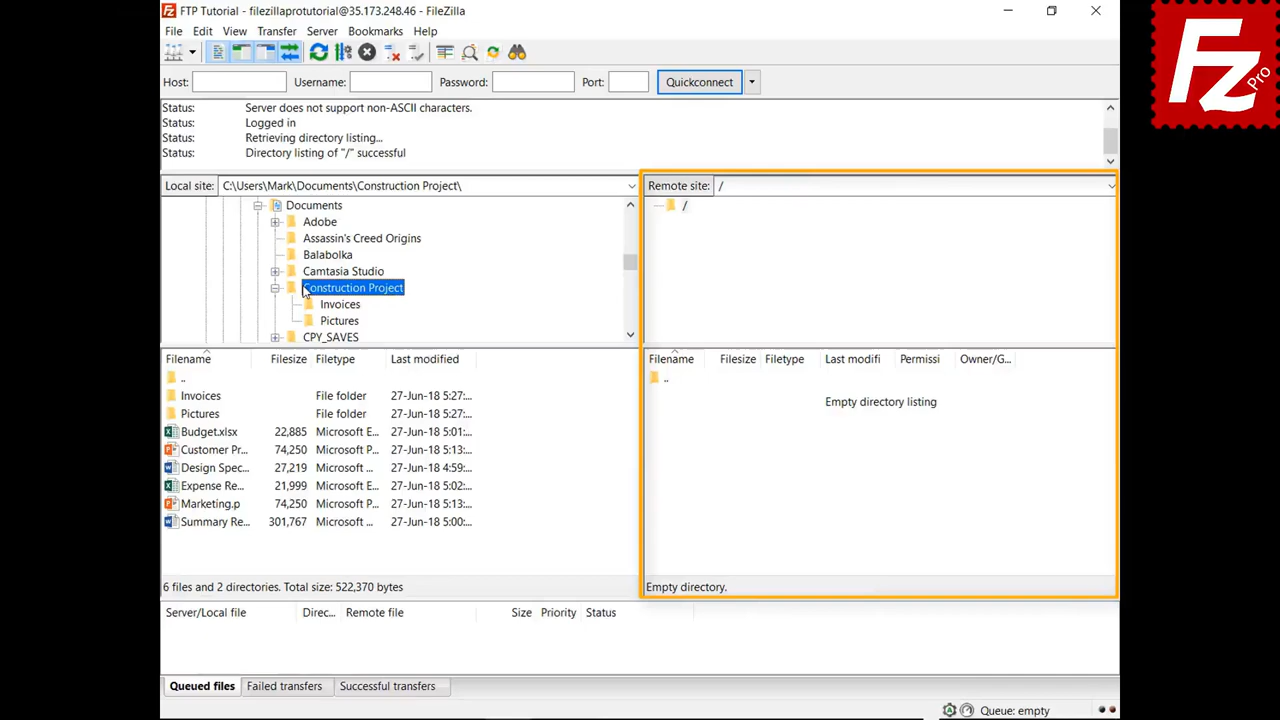 FTP Tutorial - filezillaprotutorial@35.173.248.46 - FileZilla
File Edit View Transfer Server Bookmarks Help
Host: Username: Password: Port: Quickconnect
Status: Server does not support non-ASCII characters.
Status: Logged in
Status: Retrieving directory listing...
Status: Directory listing of "/" successful
Local site: C:\Users\Mark\Documents\Construction Project\
Documents
Adobe
Assassin's Creed Origins
Balabolka
Camtasia Studio
Construction Project
Invoices
Pictures
CPY_SAVES
Filename Filesize Filetype Last modified
..
Invoices File folder 27-Jun-18 5:27:...
Pictures File folder 27-Jun-18 5:27:...
Budget.xlsx 22,885 Microsoft E... 27-Jun-18 5:01:...
Customer Pr... 74,250 Microsoft P... 27-Jun-18 5:13:...
Design Spec... 27,219 Microsoft ... 27-Jun-18 4:59:...
Expense Re... 21,999 Microsoft E... 27-Jun-18 5:02:...
Marketing.p 74,250 Microsoft P... 27-Jun-18 5:13:...
Summary Re... 301,767 Microsoft ... 27-Jun-18 5:00:...
6 files and 2 directories. Total size: 522,370 bytes
Remote site: /
/
Filename Filesize Filetype Last modifi Permissi Owner/G...
..
Empty directory listing
Empty directory.
Server/Local file Direc... Remote file Size Priority Status
Queued files Failed transfers Successful transfers
Queue: empty
Fz Pro